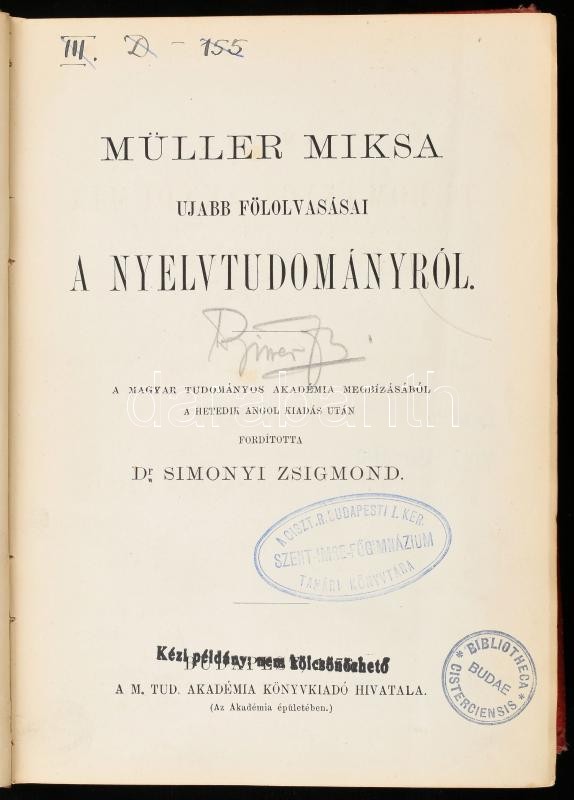 III. D - 155
MÜLLER MIKSA
UJABB FÖLOLVASÁSAI
A NYELVTUDOMÁNYRÓL.
A MAGYAR TUDOMÁNYOS AKADÉMIA MEGBÍZÁSÁBÓL
A HETEDIK ANGOL KIADÁS UTÁN
FORDÍTOTTA
Dr. SIMONYI ZSIGMOND.
A CISZT. R. BUDAPESTI I. KER.
SZENT-IMRE-FŐGIMNÁZIUM
TANÁRI KÖNYVTÁRA
Kézi példány; nem kölcsönözhető
BUDAPEST,
A M. TUD. AKADÉMIA KÖNYVKIADÓ HIVATALA.
(Az Akadémia épületében.)
* BIBLIOTHECA *
BUDAE
CISTERCIENSIS
darabanth